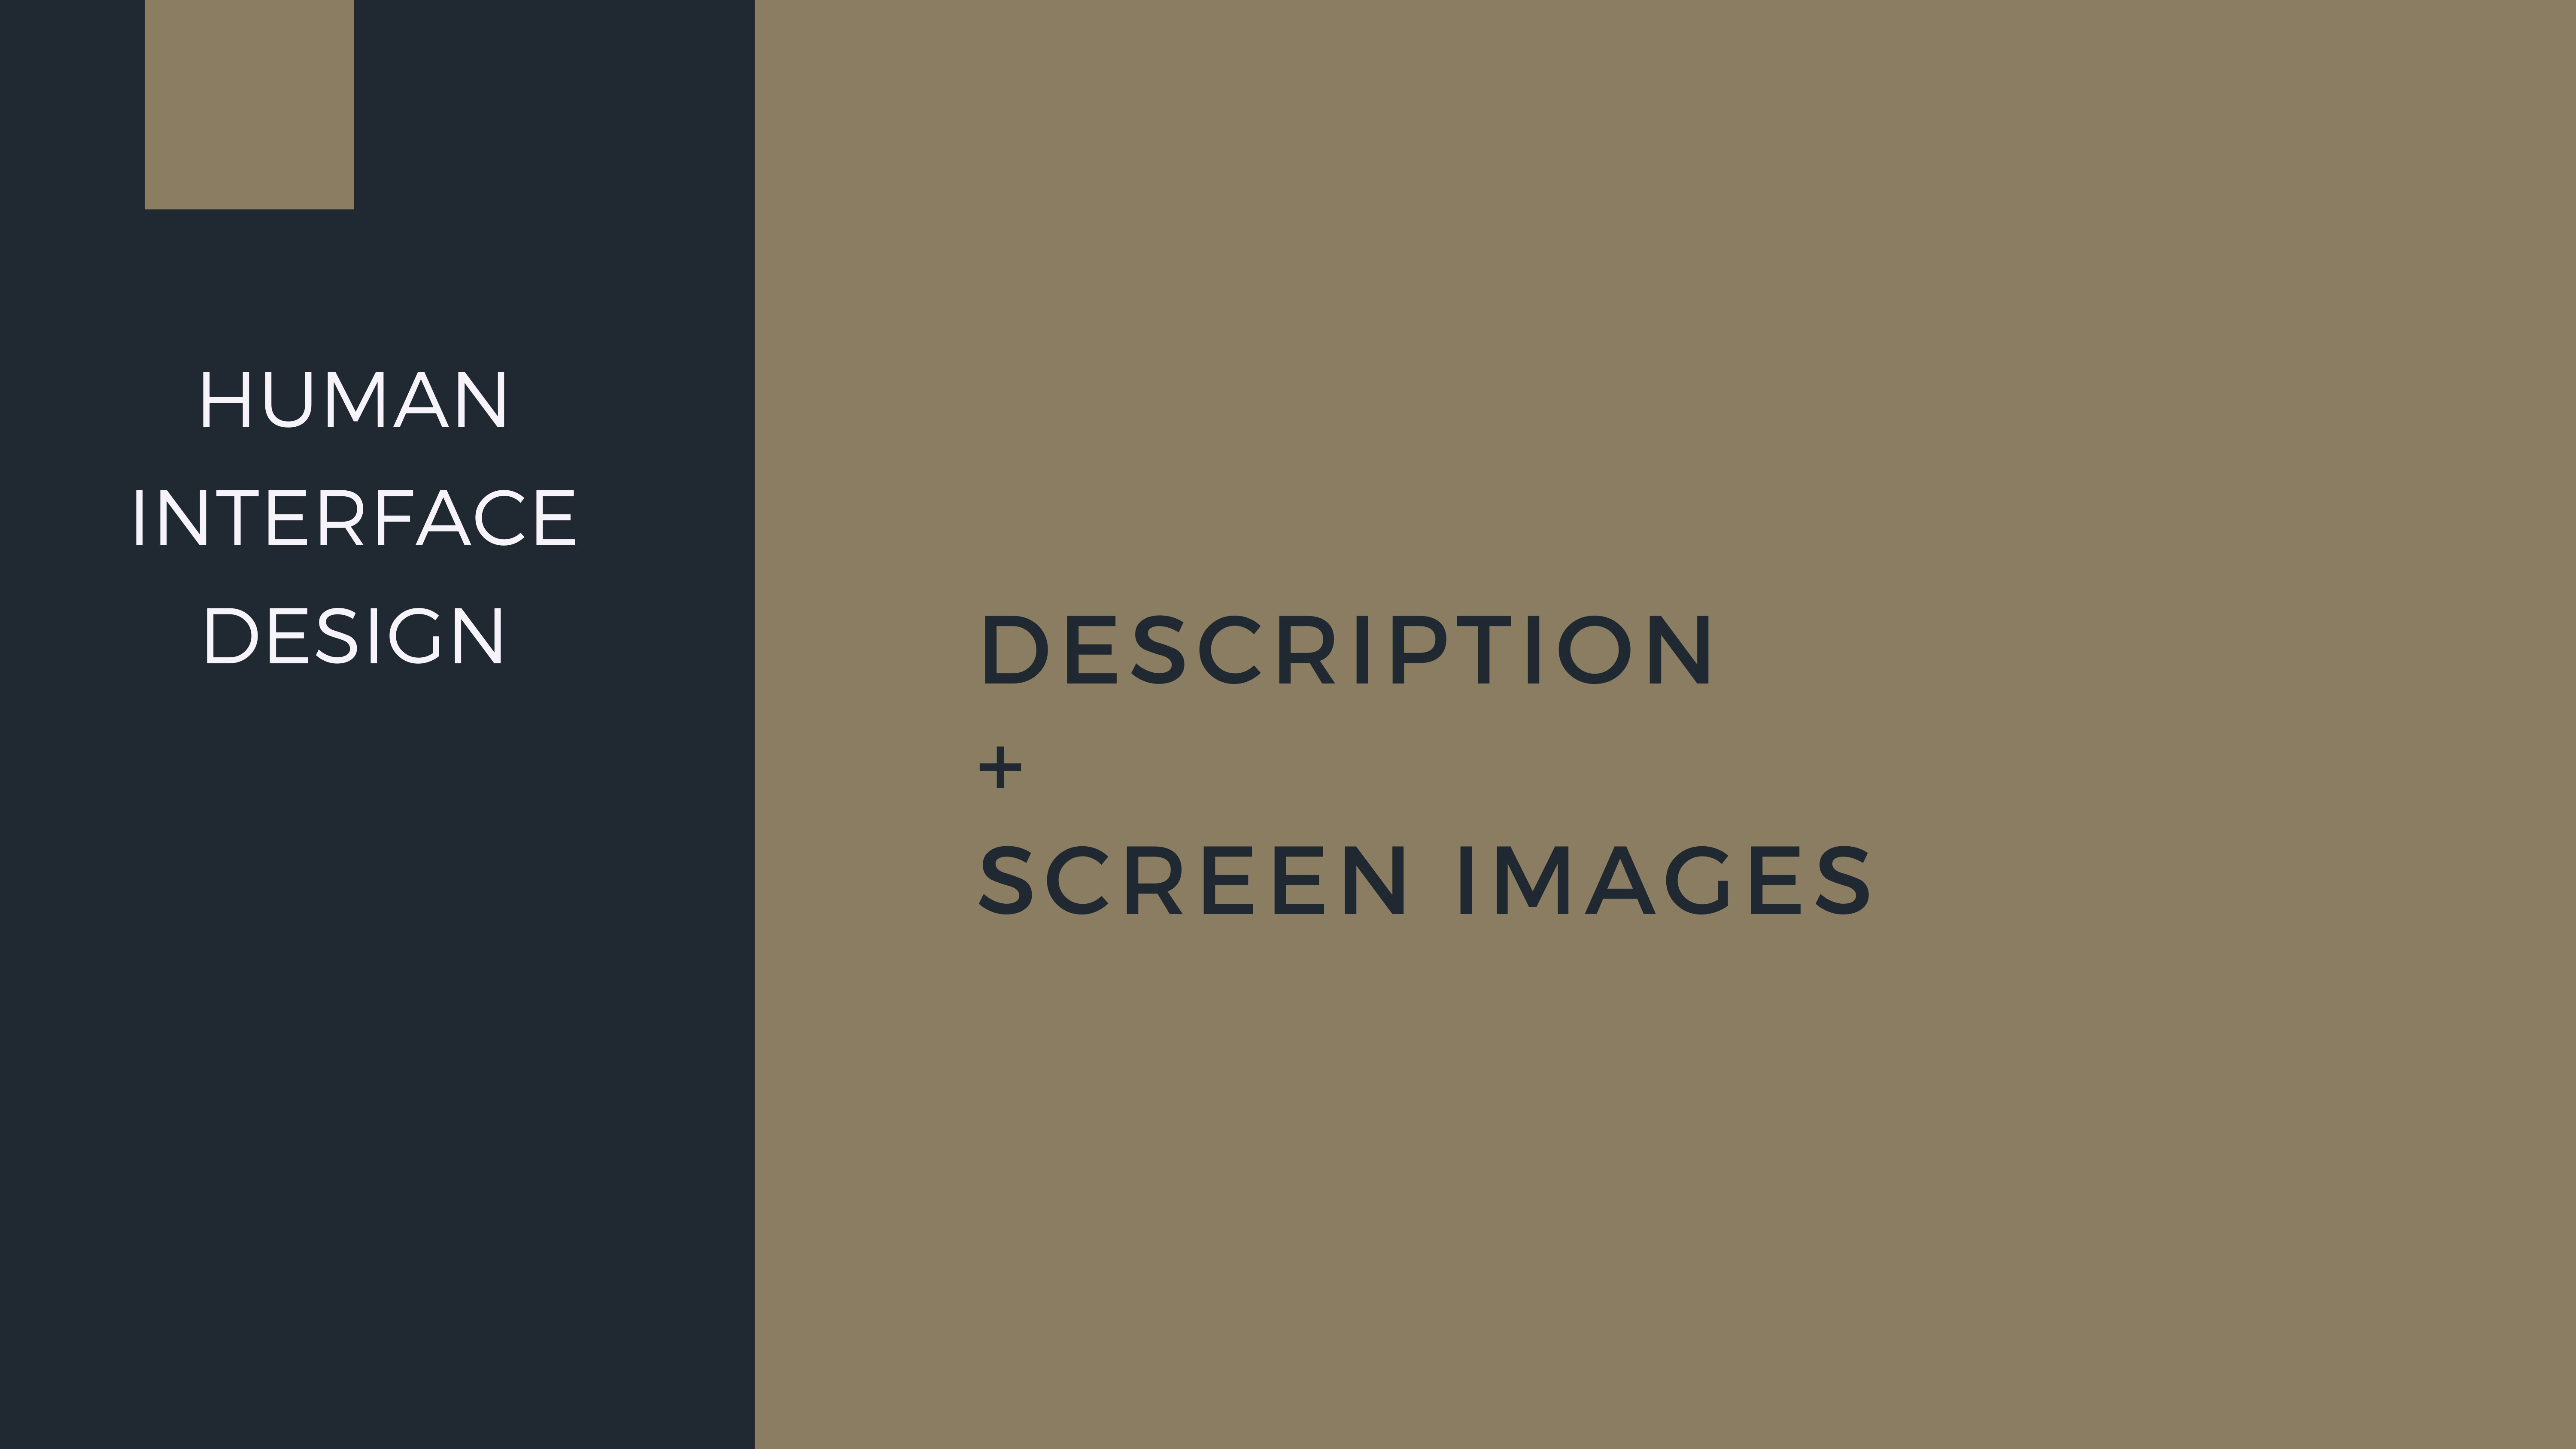 HUMAN
INTERFACE
DESIGN
DESCRIPTION
+
SCREEN IMAGES